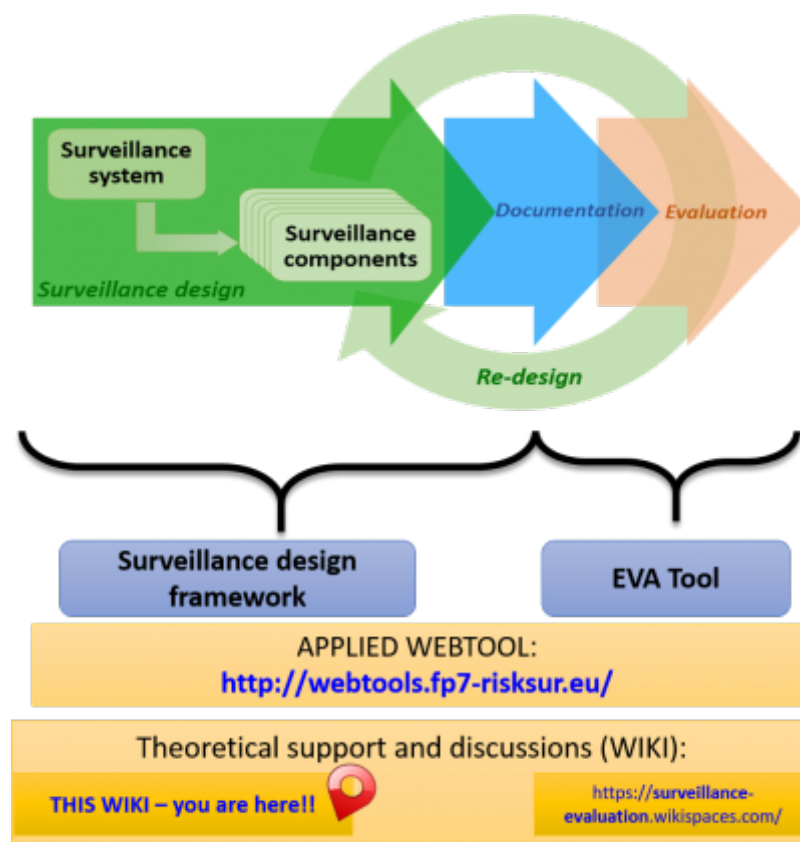 Surveillance
system
Surveillance
components
Surveillance design
Documentation
Evaluation
Re-design
Surveillance design
framework
EVA Tool
APPLIED WEBTOOL:
http://webtools.fp7-risksur.eu/
Theoretical support and discussions (WIKI):
THIS WIKI – you are here!!
https://surveillance-
evaluation.wikispaces.com/